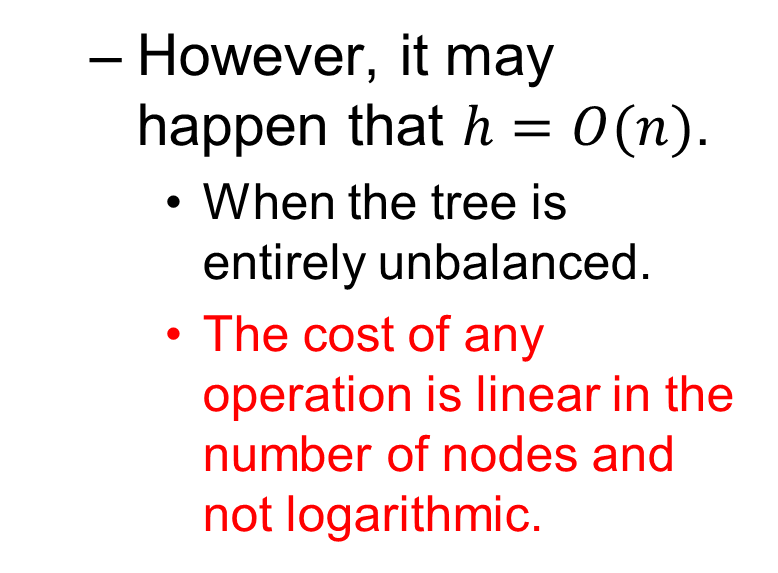 – However, it may
happen that ℎ = 𝑂(𝑛).
• When the tree is
entirely unbalanced.
• The cost of any
operation is linear in the
number of nodes and
not logarithmic.